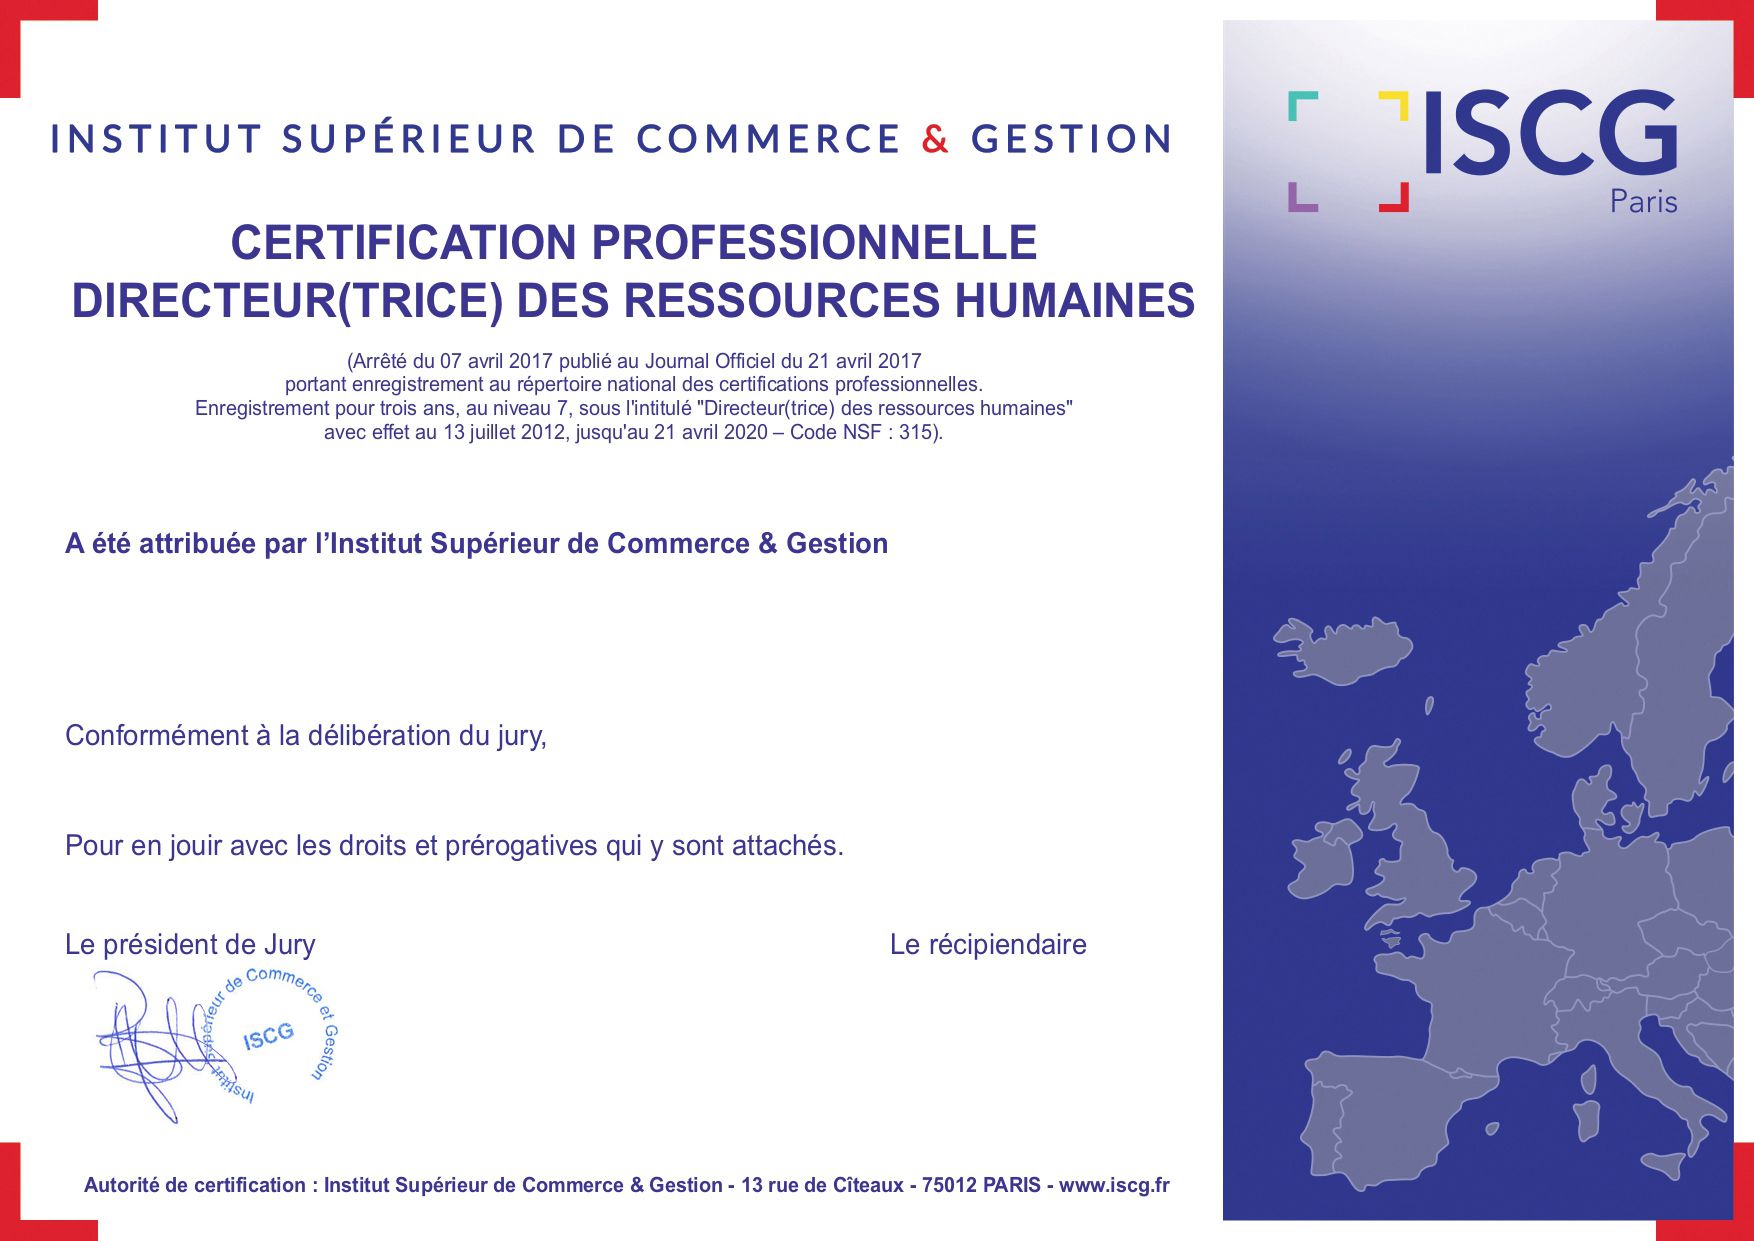 INSTITUT SUPÉRIEUR DE COMMERCE & GESTION
ISCG
Paris
CERTIFICATION PROFESSIONNELLE
DIRECTEUR(TRICE) DES RESSOURCES HUMAINES
(Arrêté du 07 avril 2017 publié au Journal Officiel du 21 avril 2017
portant enregistrement au répertoire national des certifications professionnelles.
Enregistrement pour trois ans, au niveau 7, sous l'intitulé "Directeur(trice) des ressources humaines"
avec effet au 13 juillet 2012, jusqu'au 21 avril 2020 – Code NSF : 315).
A été attribuée par l’Institut Supérieur de Commerce & Gestion
Conformément à la délibération du jury,
Pour en jouir avec les droits et prérogatives qui y sont attachés.
Le président de Jury
Le récipiendaire
Institut Supérieur de Commerce et Gestion
ISCG
Autorité de certification : Institut Supérieur de Commerce & Gestion - 13 rue de Cîteaux - 75012 PARIS - www.iscg.fr